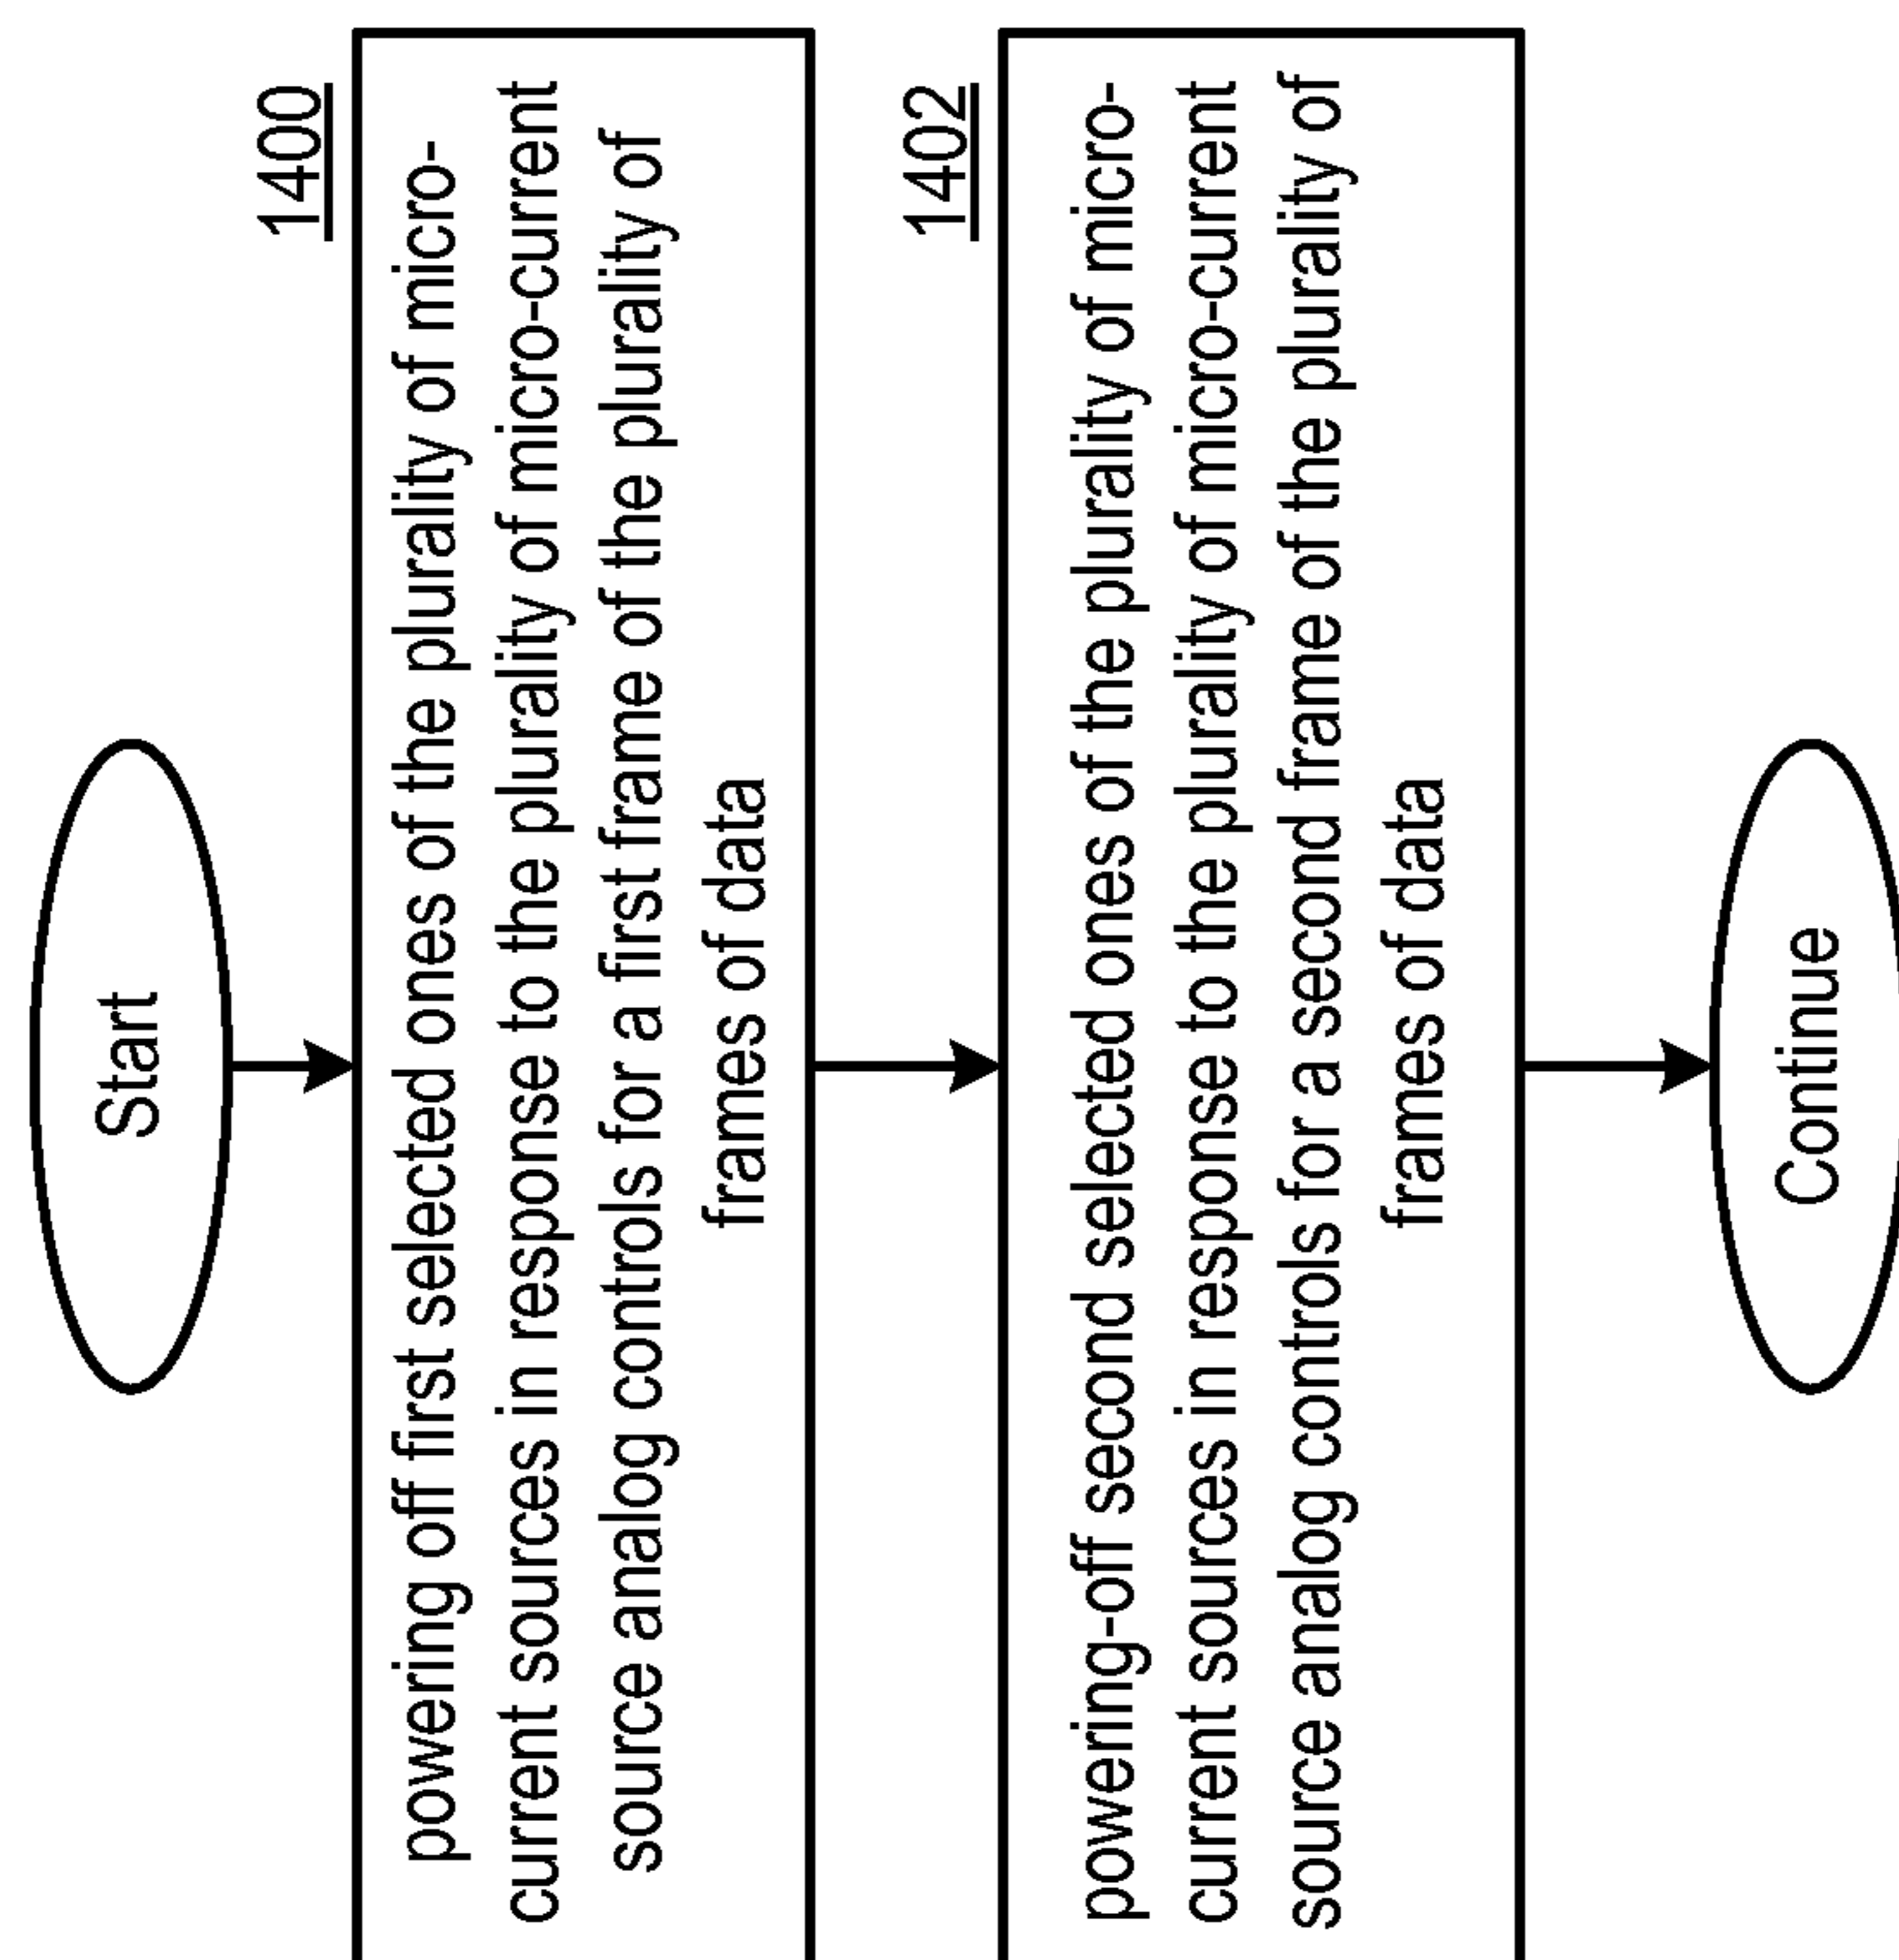 Start
1400
powering off first selected ones of the plurality of micro-
current sources in response to the plurality of micro-current
source analog controls for a first frame of the plurality of
frames of data
1402
powering-off second selected ones of the plurality of micro-
current sources in response to the plurality of micro-current
source analog controls for a second frame of the plurality of
frames of data
Continue